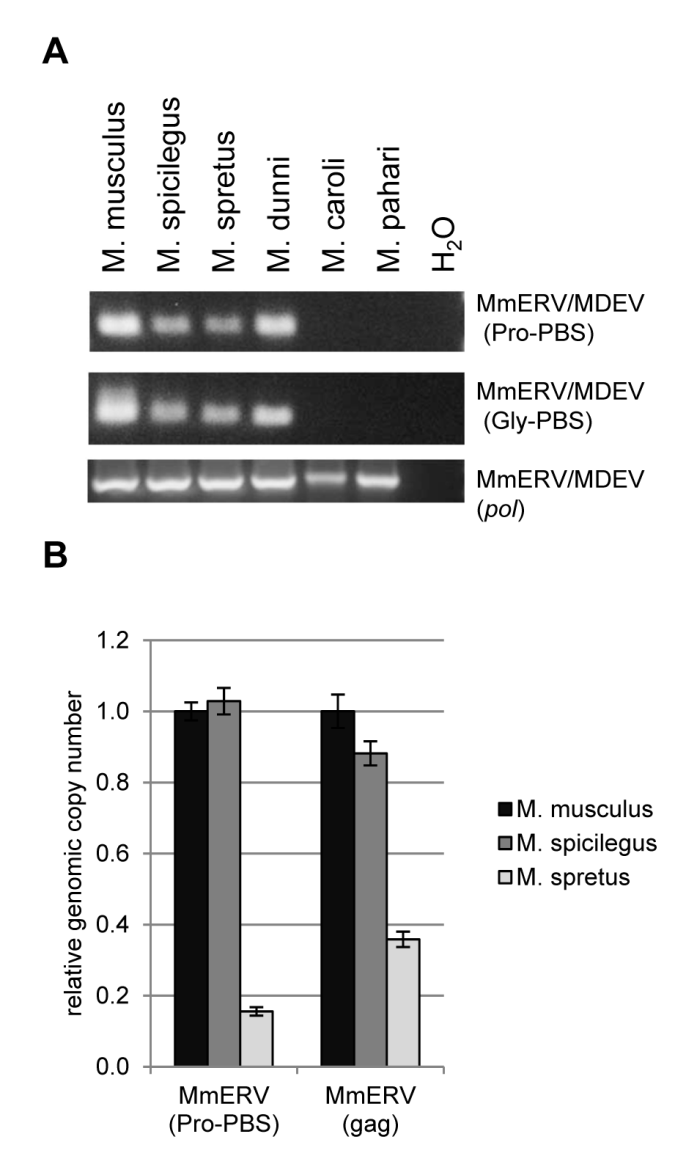 A
M. musculus
M. spicilegus
M. spretus
M. dunni
M. caroli
M. pahari
H₂O
MmERV/MDEV
(Pro-PBS)
MmERV/MDEV
(Gly-PBS)
MmERV/MDEV
(pol)
B
relative genomic copy number
1.2
1.0
0.8
0.6
0.4
0.2
0.0
MmERV
(Pro-PBS)
MmERV
(gag)
M. musculus
M. spicilegus
M. spretus